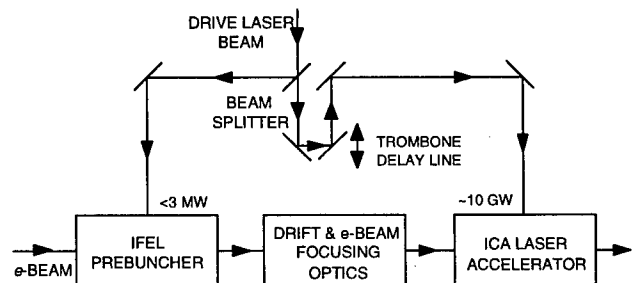 DRIVE LASER
BEAM
BEAM
SPLITTER
TROMBONE
DELAY LINE
<3 MW
~10 GW
e-BEAM
IFEL
PREBUNCHER
DRIFT & e-BEAM
FOCUSING
OPTICS
ICA LASER
ACCELERATOR